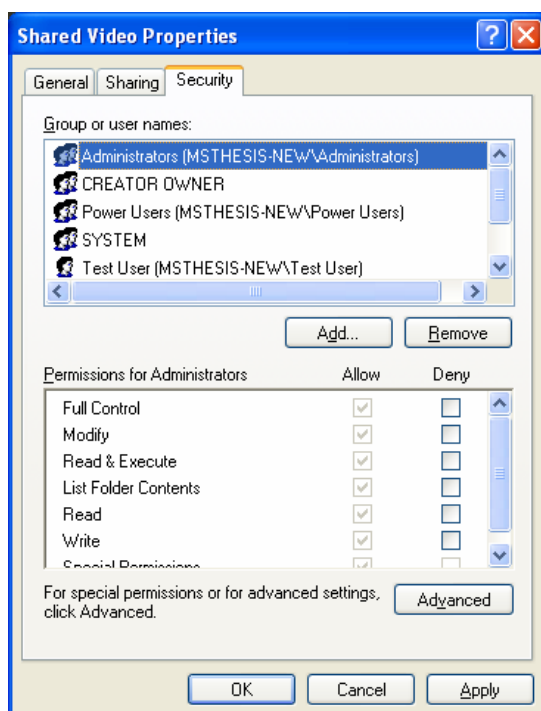 Shared Video Properties
General Sharing Security
Group or user names:
Administrators (MSTHESIS-NEW\Administrators)
CREATOR OWNER
Power Users (MSTHESIS-NEW\Power Users)
SYSTEM
Test User (MSTHESIS-NEW\Test User)
Add... Remove
Permissions for Administrators Allow Deny
Full Control
Modify
Read & Execute
List Folder Contents
Read
Write
Special Permissions
For special permissions or for advanced settings, click Advanced.
Advanced
OK Cancel Apply